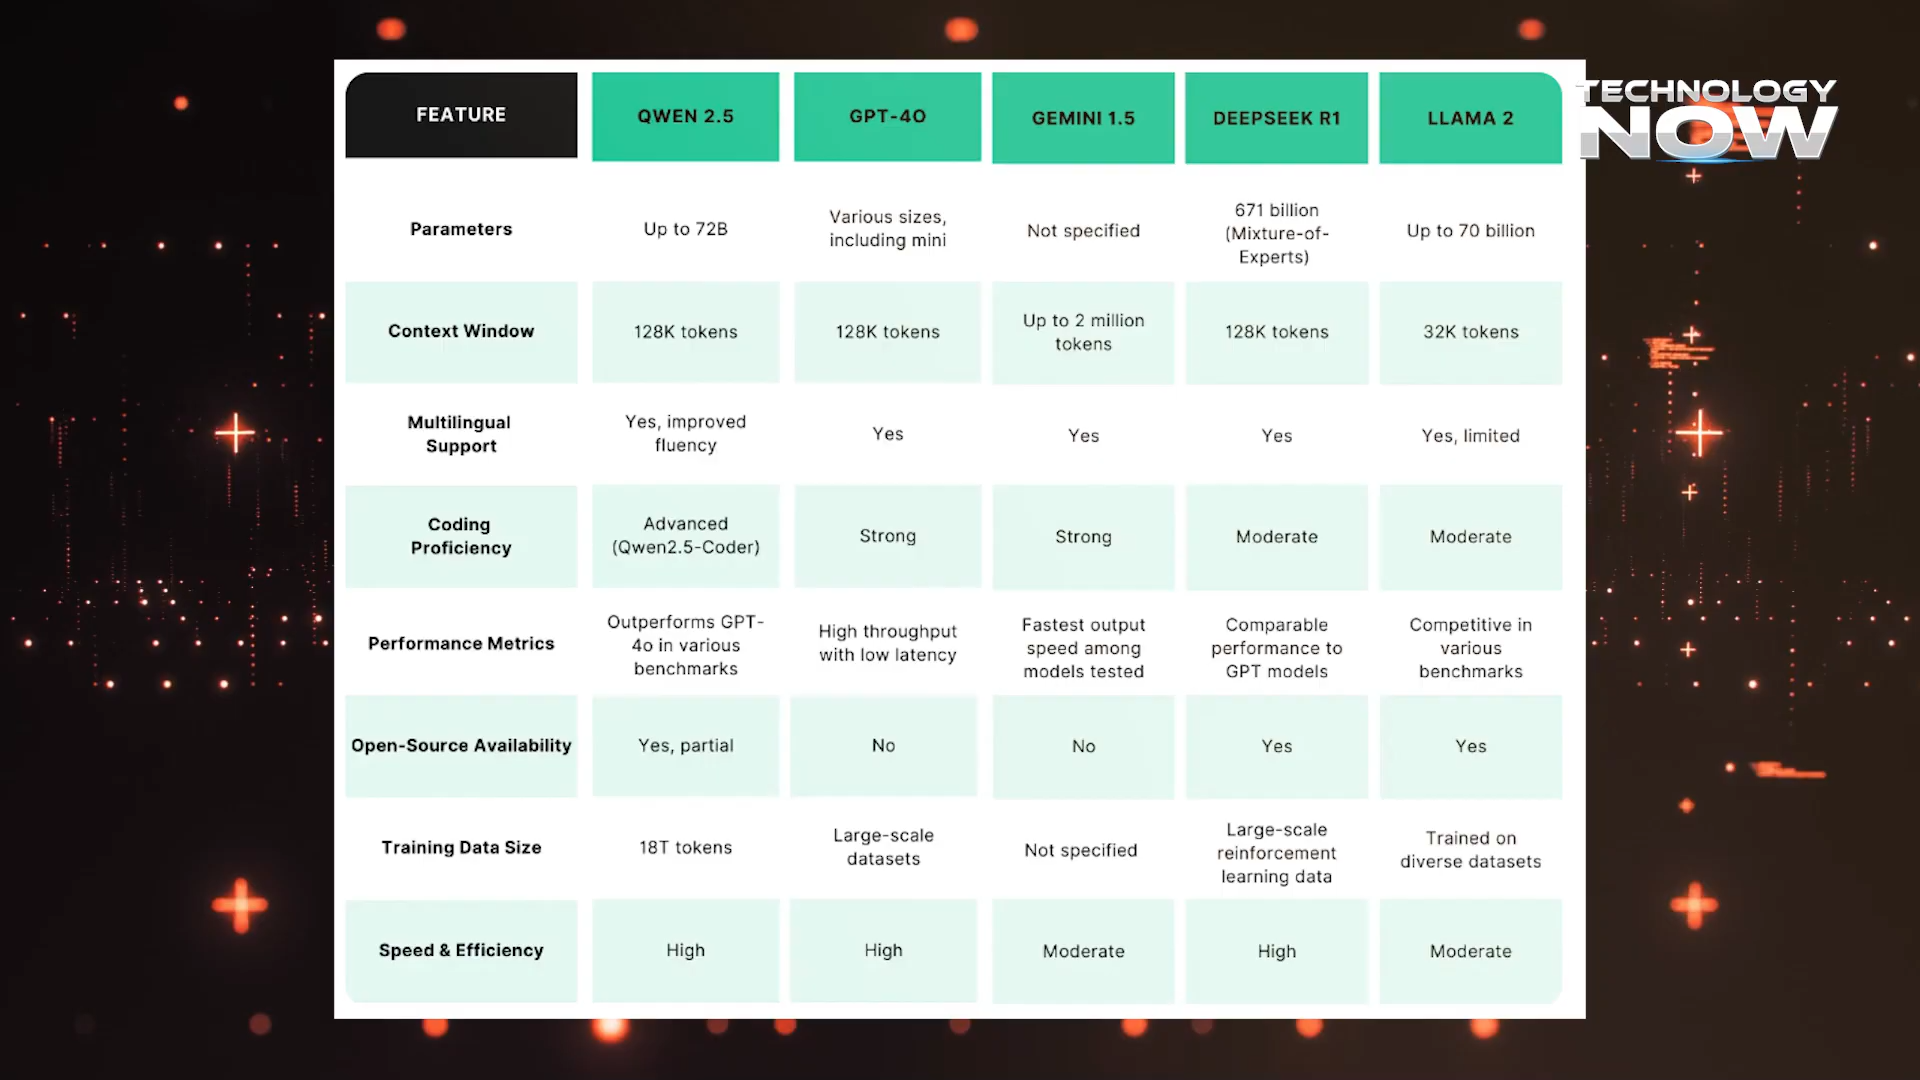 TECHNOLOGY
NOW
FEATURE
QWEN 2.5
GPT-4O
GEMINI 1.5
DEEPSEEK R1
LLAMA 2
Parameters
Up to 72B
Various sizes,
including mini
Not specified
671 billion
(Mixture-of-
Experts)
Up to 70 billion
Context Window
128K tokens
128K tokens
Up to 2 million
tokens
128K tokens
32K tokens
Multilingual
Support
Yes, improved
fluency
Yes
Yes
Yes
Yes, limited
Coding
Proficiency
Advanced
(Qwen2.5-Coder)
Strong
Strong
Moderate
Moderate
Performance Metrics
Outperforms GPT-
4o in various
benchmarks
High throughput
with low latency
Fastest output
speed among
models tested
Comparable
performance to
GPT models
Competitive in
various
benchmarks
Open-Source Availability
Yes, partial
No
No
Yes
Yes
Training Data Size
18T tokens
Large-scale
datasets
Not specified
Large-scale
reinforcement
learning data
Trained on
diverse datasets
Speed & Efficiency
High
High
Moderate
High
Moderate